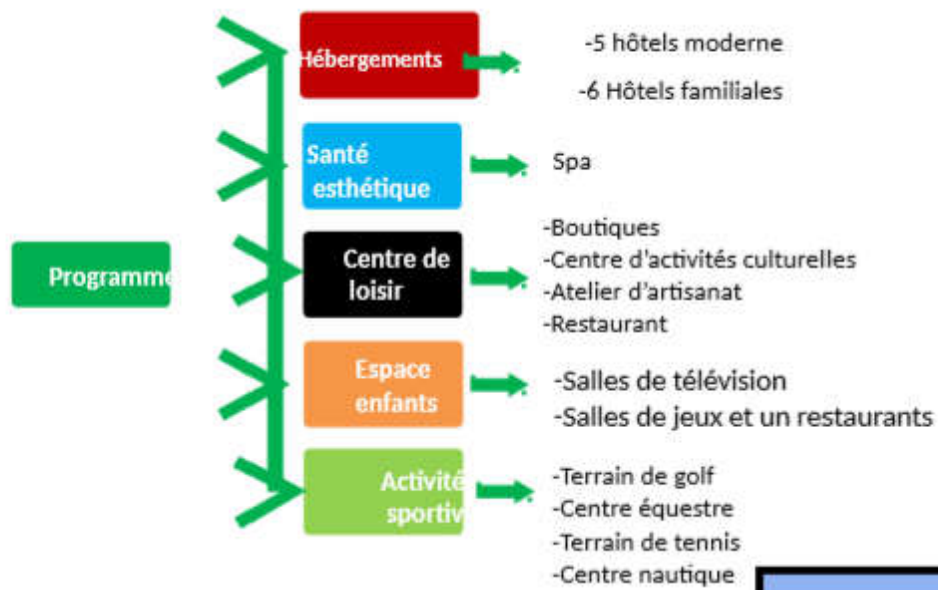 Programme
Hébergements
-5 hôtels moderne
-6 Hôtels familiales
Santé
esthétique
Spa
Centre de
loisir
-Boutiques
-Centre d'activités culturelles
-Atelier d'artisanat
-Restaurant
Espace
enfants
-Salles de télévision
-Salles de jeux et un restaurants
Activité
sportiv
-Terrain de golf
-Centre équestre
-Terrain de tennis
-Centre nautique